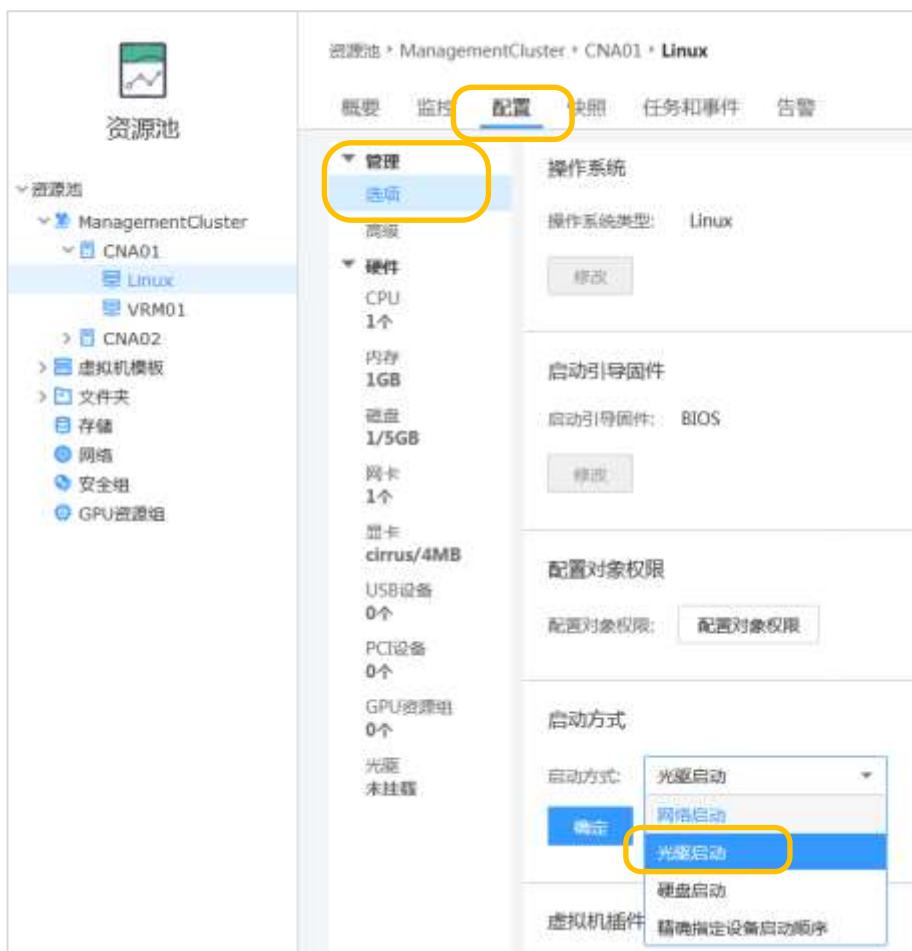 资源池
资源池
ManagementCluster
CNA01
Linux
VRM01
CNA02
虚拟机模板
文件夹
存储
网络
安全组
GPU资源组
资源池 ▸ ManagementCluster ▸ CNA01 ▸ Linux
概要 监控 配置 快照 任务和事件 告警
管理
选项
高级
硬件
CPU
1个
内存
1GB
磁盘
1/5GB
网卡
1个
显卡
cirrus/4MB
USB设备
0个
PCI设备
0个
GPU资源组
0个
光驱
未挂载
操作系统
操作系统类型: Linux
修改
启动引导固件
启动引导固件: BIOS
修改
配置对象权限
配置对象权限: 配置对象权限
启动方式
启动方式: 光驱启动
确定
网络启动
光驱启动
硬盘启动
精确指定设备启动顺序
虚拟机插件